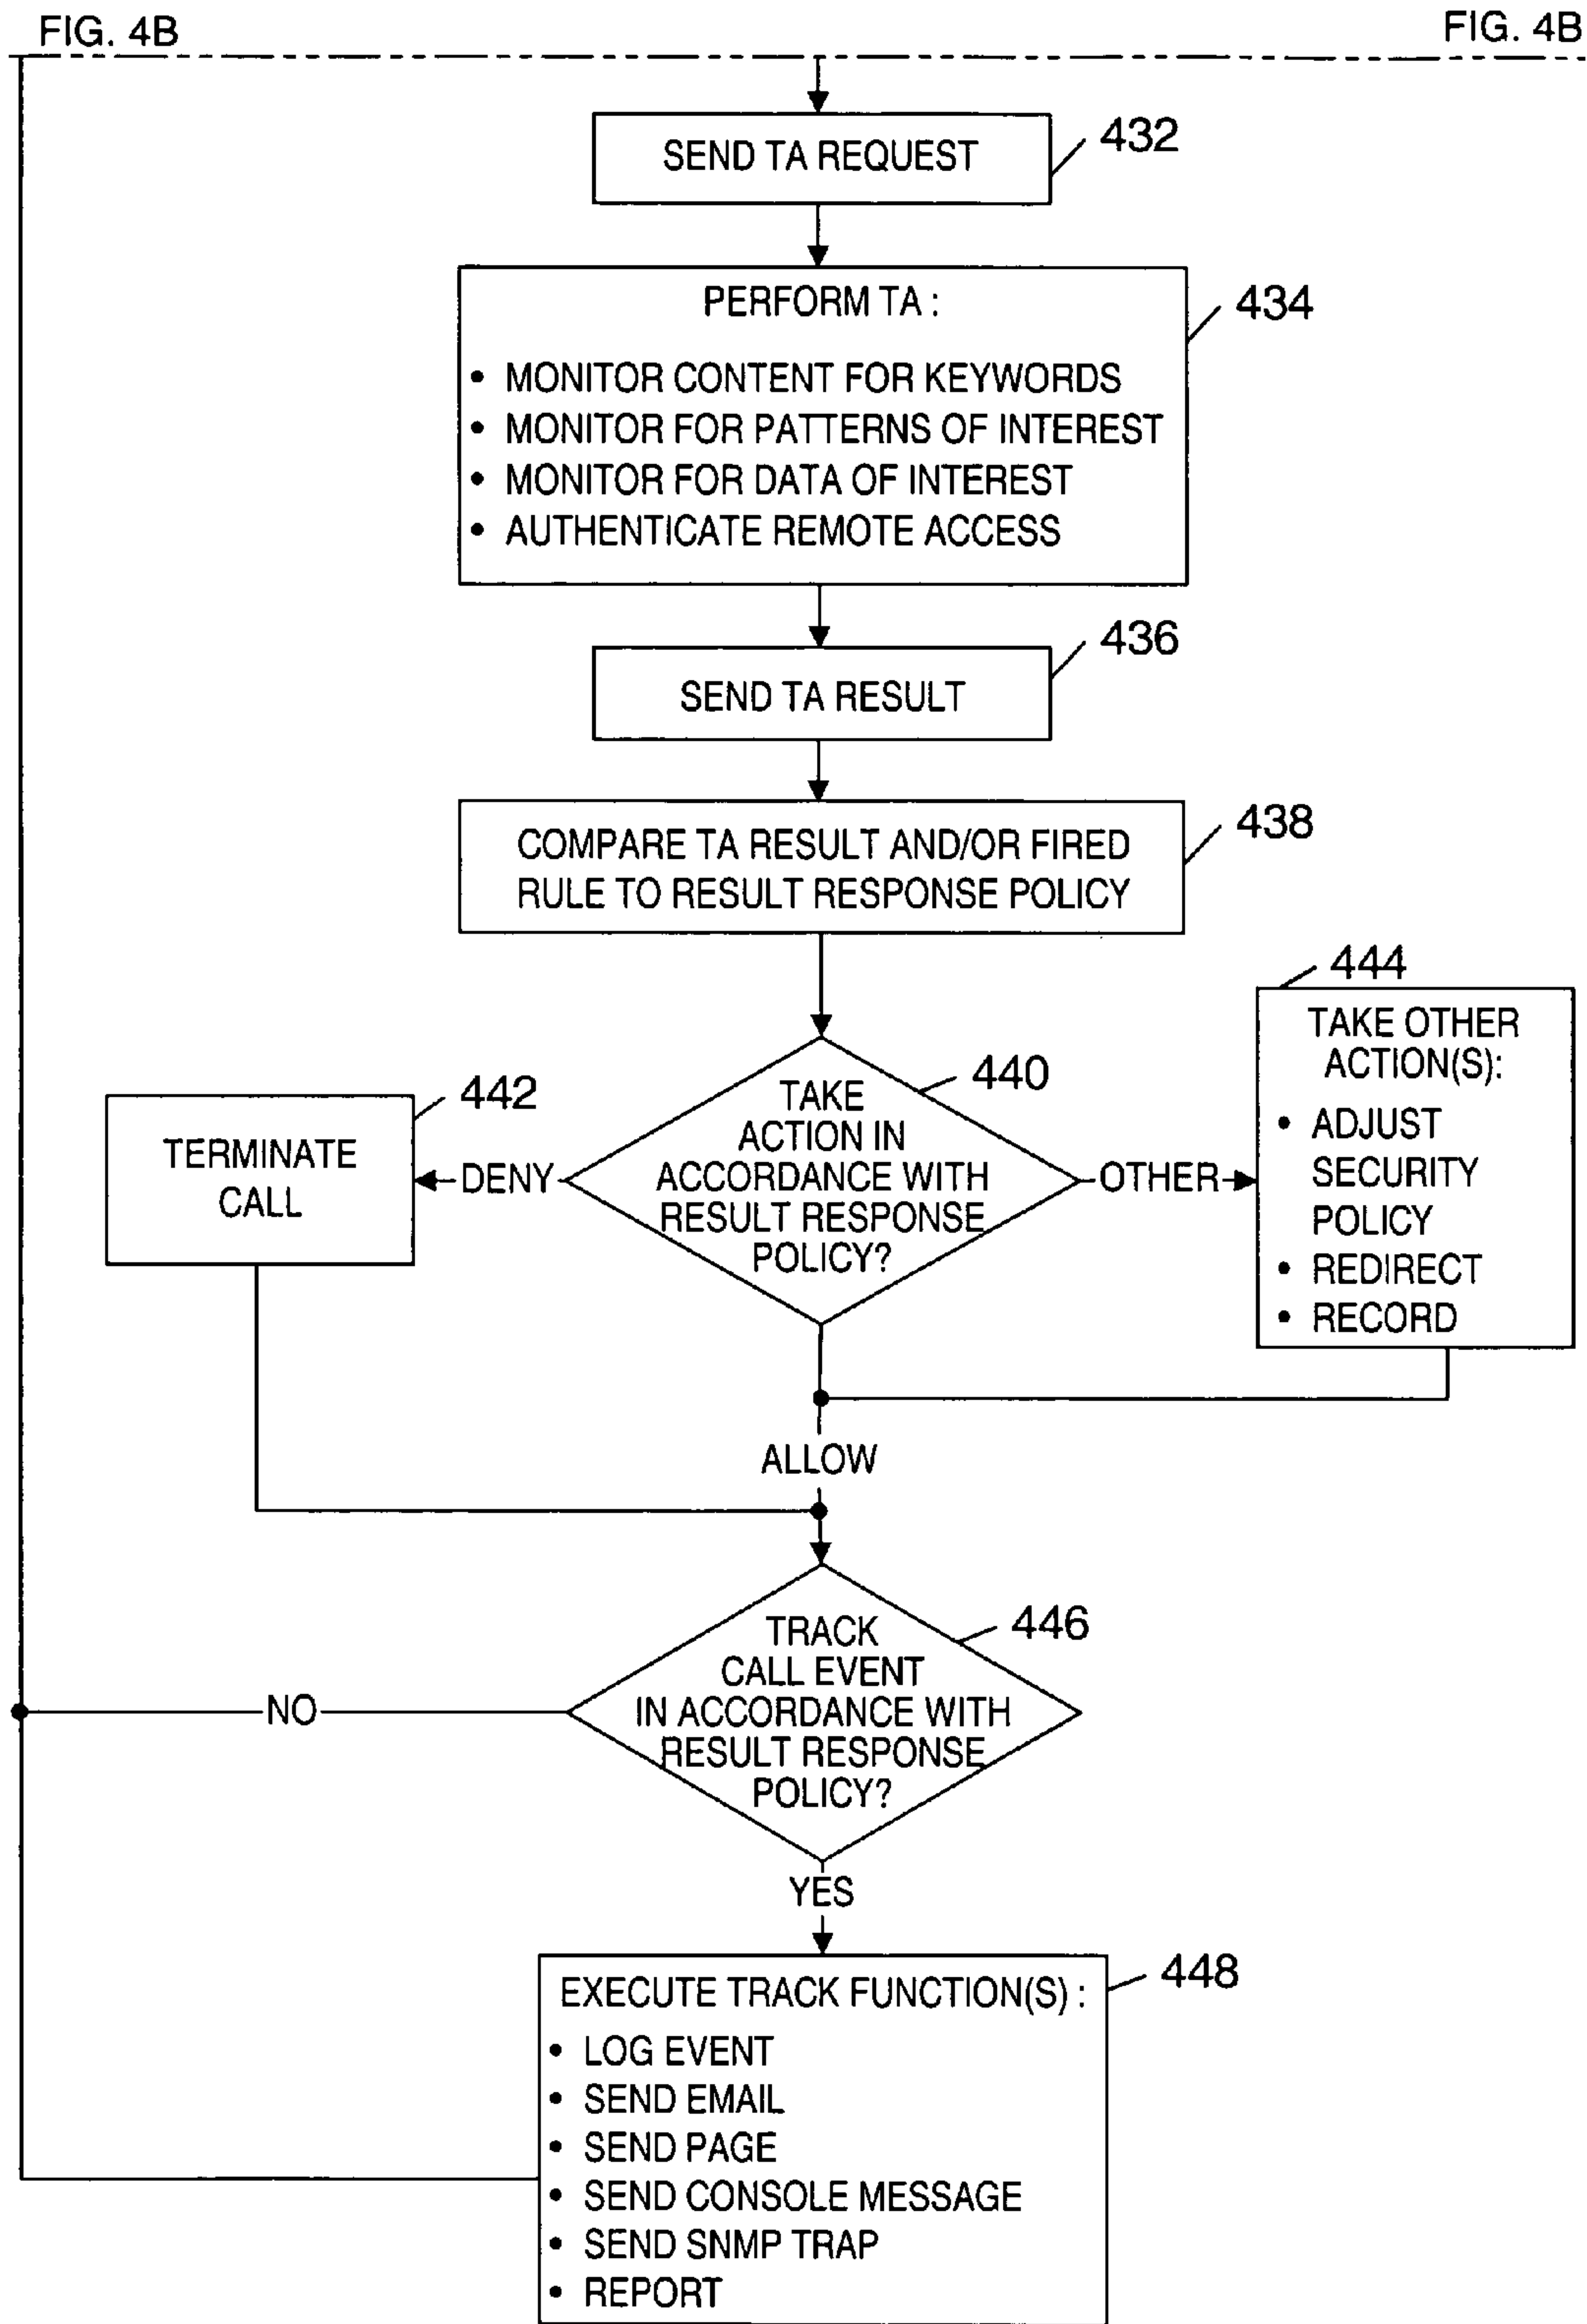 FIG. 4B
FIG. 4B
SEND TA REQUEST
432
PERFORM TA :
434
• MONITOR CONTENT FOR KEYWORDS
• MONITOR FOR PATTERNS OF INTEREST
• MONITOR FOR DATA OF INTEREST
• AUTHENTICATE REMOTE ACCESS
436
SEND TA RESULT
438
COMPARE TA RESULT AND/OR FIRED
RULE TO RESULT RESPONSE POLICY
444
TAKE OTHER
ACTION(S):
• ADJUST
SECURITY
POLICY
• REDIRECT
• RECORD
440
TAKE
ACTION IN
ACCORDANCE WITH
RESULT RESPONSE
POLICY?
OTHER
DENY
442
TERMINATE
CALL
ALLOW
446
TRACK
CALL EVENT
IN ACCORDANCE WITH
RESULT RESPONSE
POLICY?
NO
YES
448
EXECUTE TRACK FUNCTION(S) :
• LOG EVENT
• SEND EMAIL
• SEND PAGE
• SEND CONSOLE MESSAGE
• SEND SNMP TRAP
• REPORT